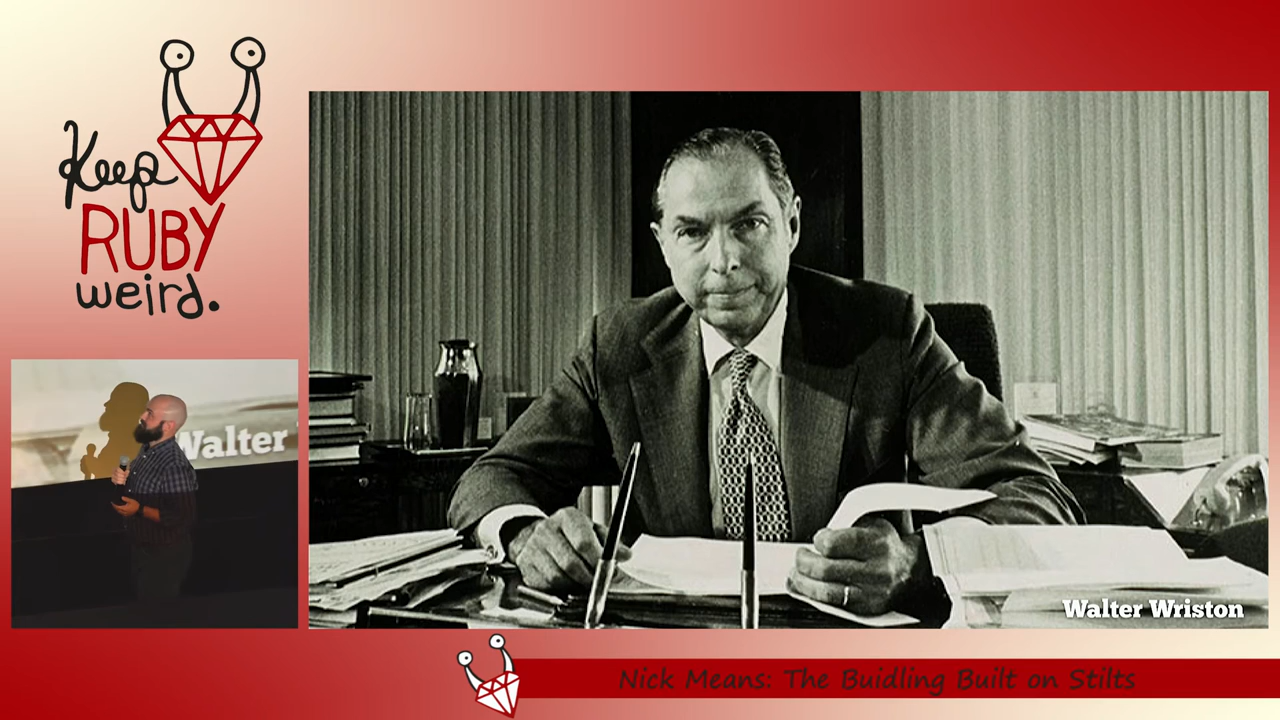 Keep
RUBY
weird.
Walter
Walter Wriston
Nick Means: The Buidling Built on Stilts